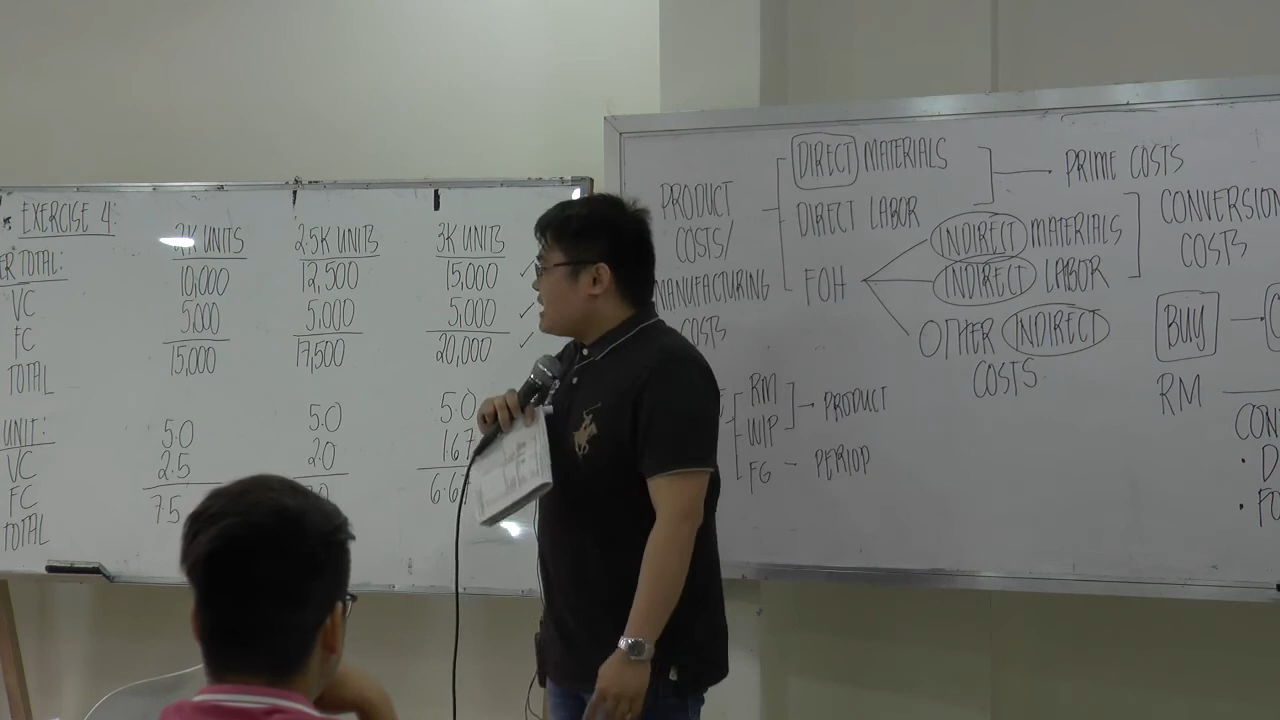 EXERCISE 4:
2K UNITS 2.5K UNITS 3K UNITS
ER TOTAL:
VC 10,000 12,500 15,000
FC 5,000 5,000 5,000
TOTAL 15,000 17,500 20,000
UNIT:
VC 5.0 5.0 5.0
FC 2.5 2.0 1.67
TOTAL 7.5
PRODUCT
COSTS/
MANUFACTURING
COSTS
DIRECT MATERIALS
DIRECT LABOR
FOH
PRIME COSTS
INDIRECT MATERIALS
INDIRECT LABOR
OTHER INDIRECT
COSTS
CONVERSION
COSTS
RM
WIP
FG – PERIOD
PRODUCT
BUY
RM
CON